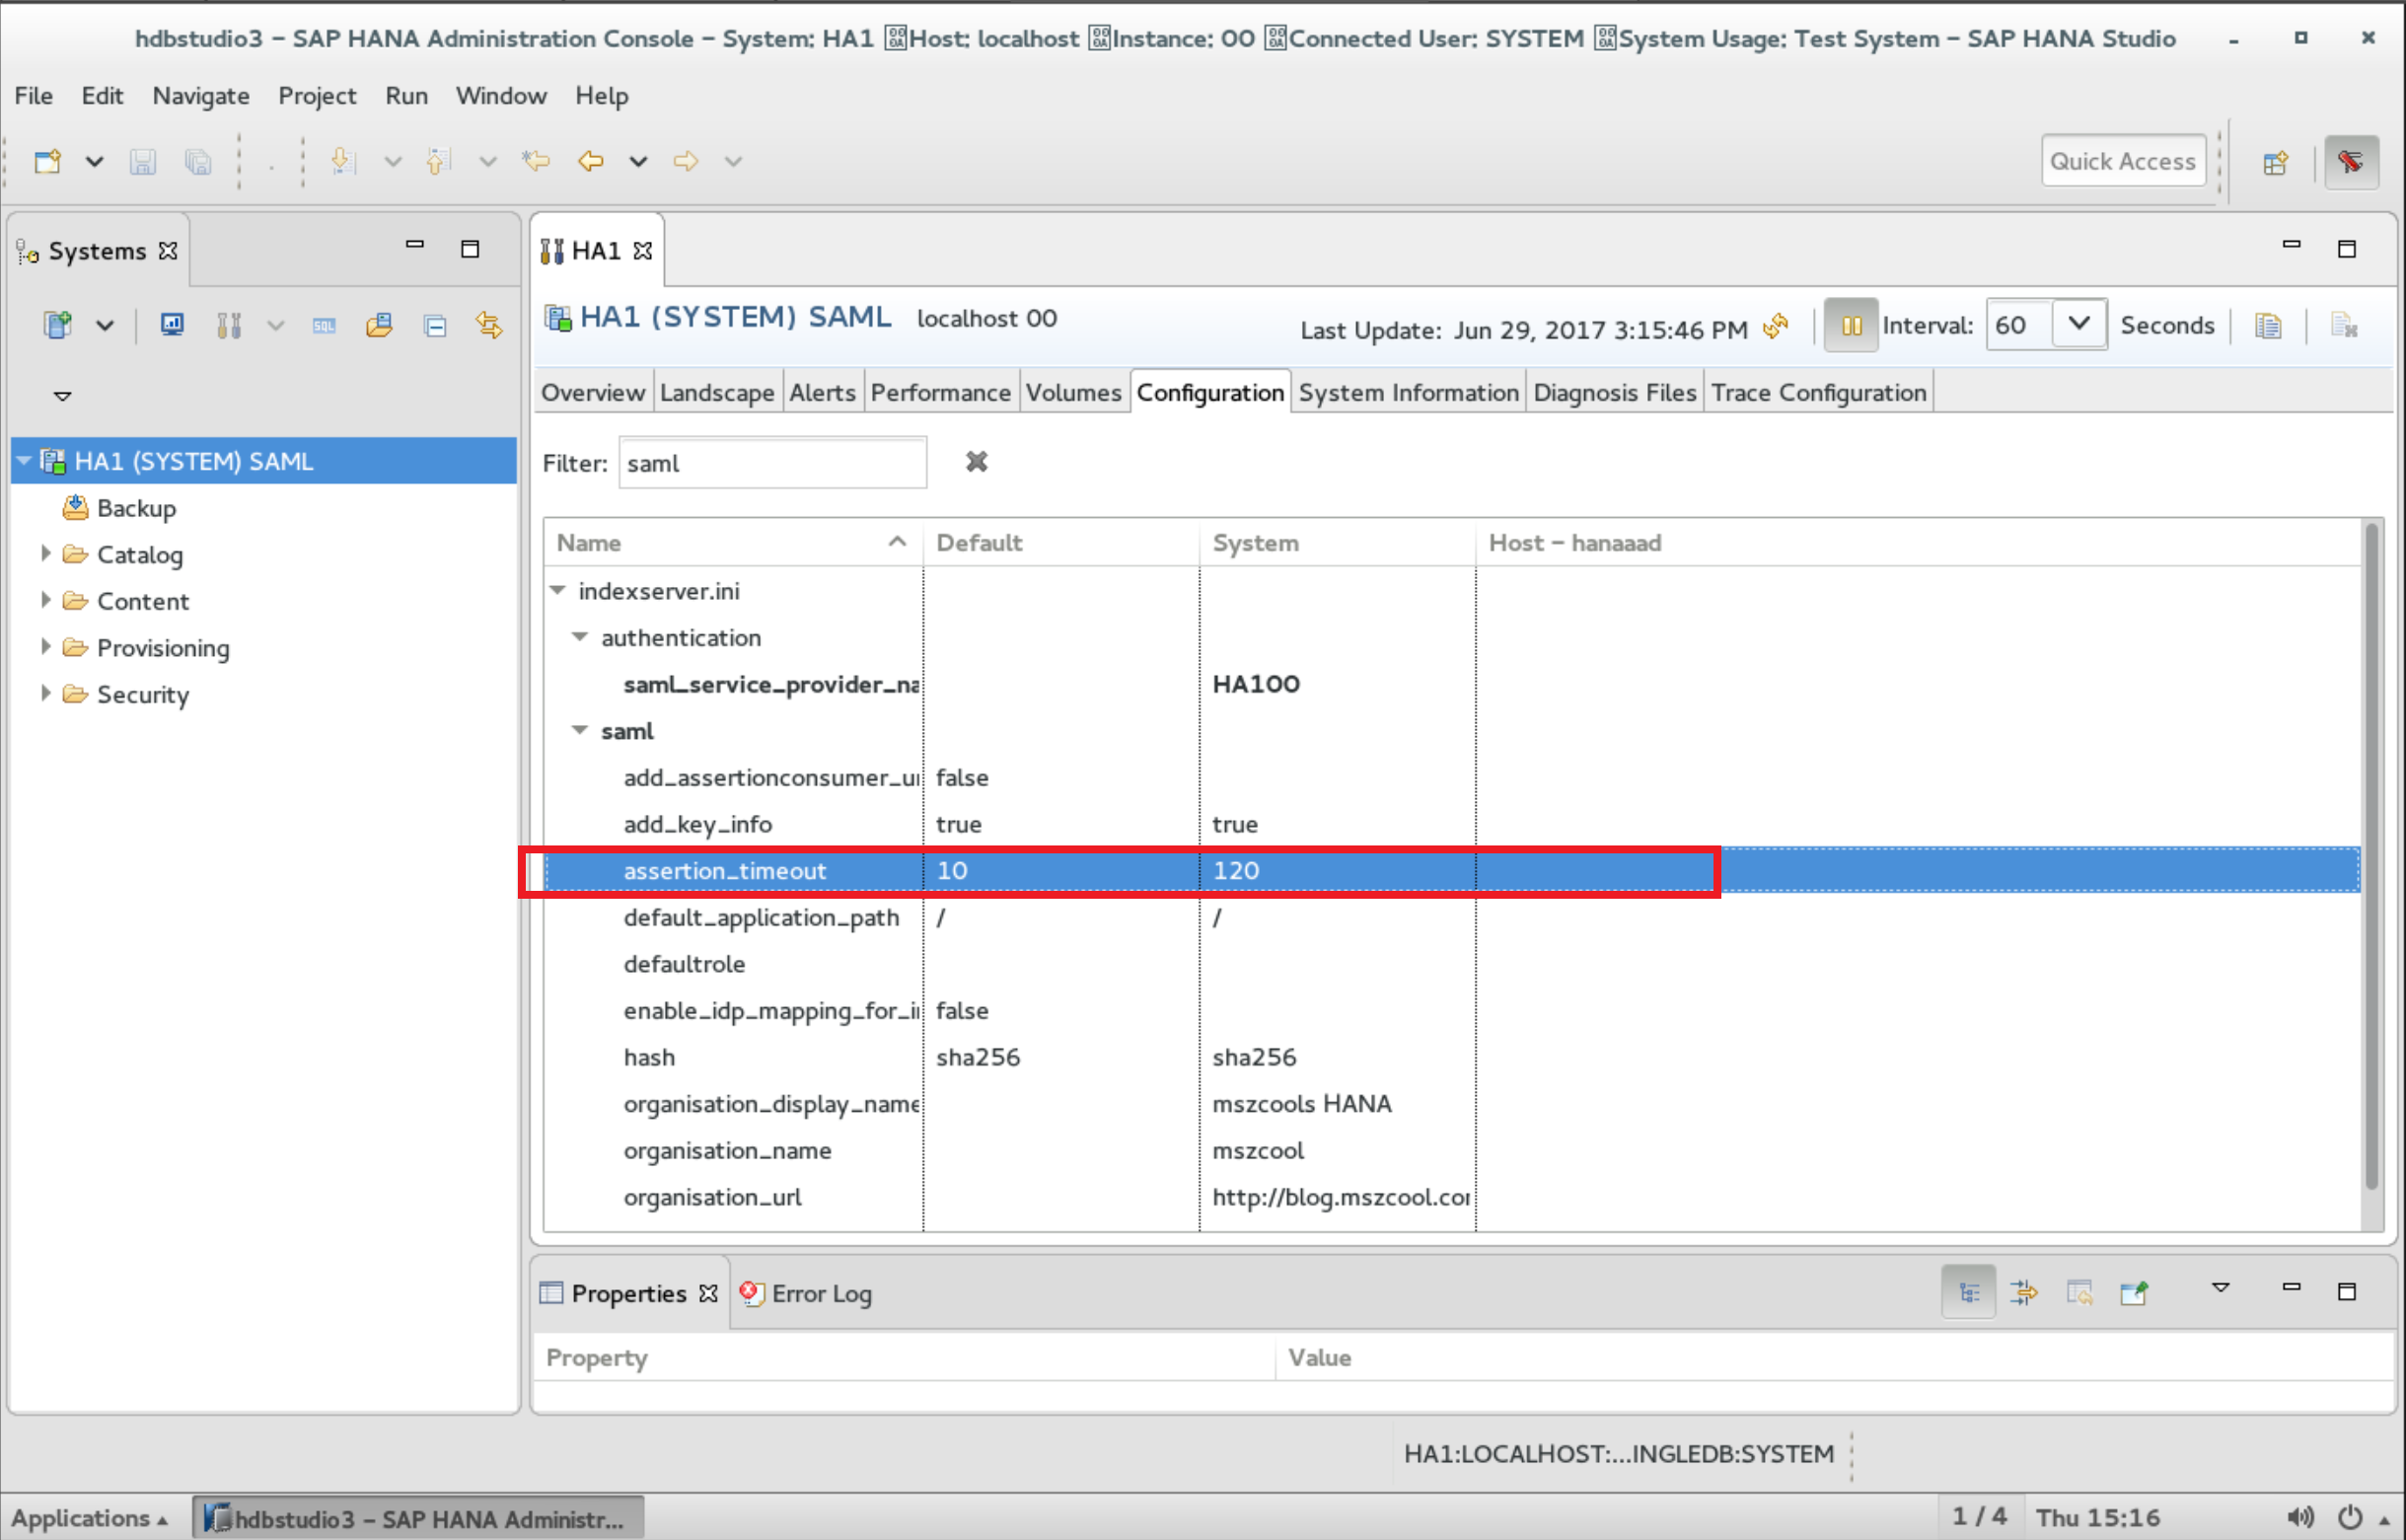 hdbstudio3 – SAP HANA Administration Console – System: HA1 Host: localhost Instance: 00 Connected User: SYSTEM System Usage: Test System – SAP HANA Studio
File Edit Navigate Project Run Window Help
Quick Access
Systems
HA1
HA1 (SYSTEM) SAML localhost 00
Last Update: Jun 29, 2017 3:15:46 PM Interval: 60 Seconds
SQL
Overview Landscape Alerts Performance Volumes Configuration System Information Diagnosis Files Trace Configuration
HA1 (SYSTEM) SAML
Backup
Catalog
Content
Provisioning
Security
Filter: saml
Name Default System Host – hanaaad
indexserver.ini
authentication
saml_service_provider_na HA100
saml
add_assertionconsumer_u false
add_key_info true true
assertion_timeout 10 120
default_application_path / /
defaultrole
enable_idp_mapping_for_i false
hash sha256 sha256
organisation_display_name mszcools HANA
organisation_name mszcool
organisation_url http://blog.mszcool.co
Properties Error Log
Property Value
HA1:LOCALHOST:...INGLEDB:SYSTEM
Applications hdbstudio3 – SAP HANA Administr... 1 / 4 Thu 15:16